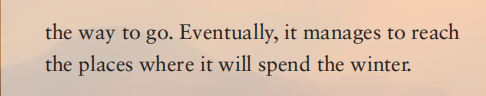 the way to go. Eventually, it manages to reach
the places where it will spend the winter.